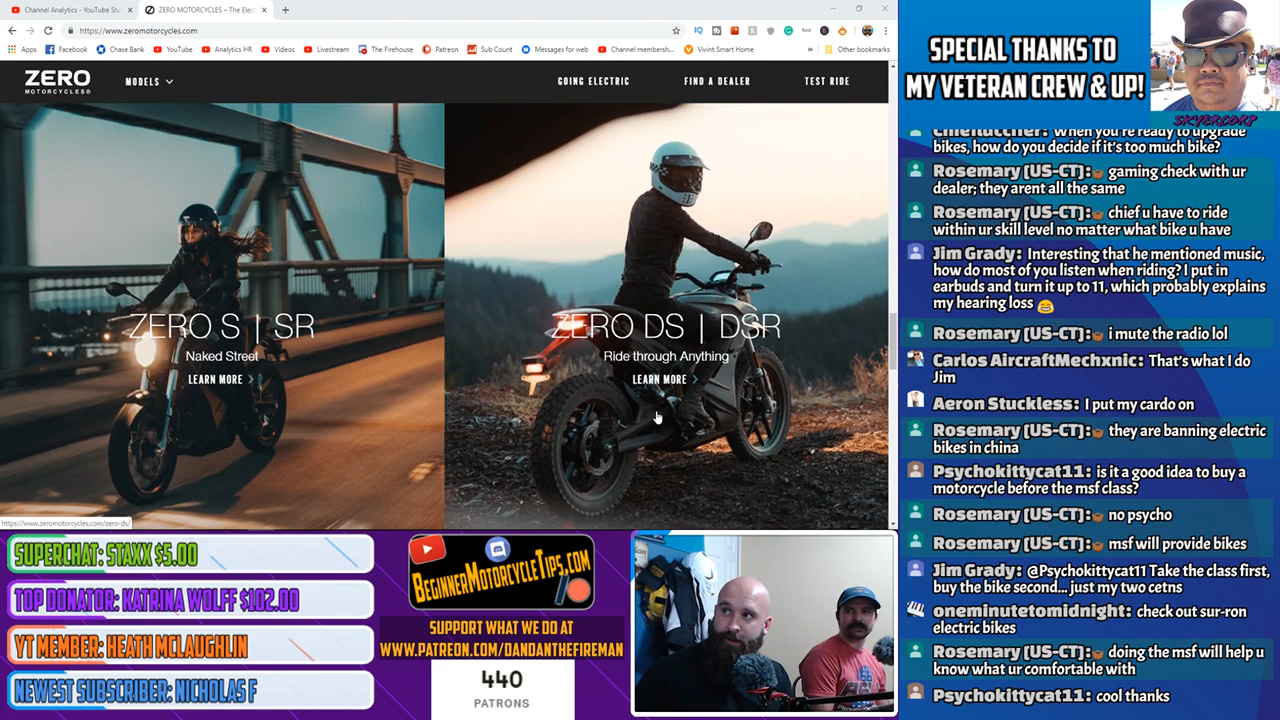 Channel Analytics - YouTube Stu
ZERO MOTORCYCLES – The Elec
https://www.zeromotorcycles.com
Apps
Facebook
Chase Bank
YouTube
Analytics HR
Videos
Livestream
The Firehouse
Patreon
Sub Count
Messages for web
Channel membersh...
Vivint Smart Home
Other bookmarks
ZERO
MOTORCYCLES®
MODELS
GOING ELECTRIC
FIND A DEALER
TEST RIDE
ZERO S | SR
Naked Street
LEARN MORE
ZERO DS | DSR
Ride through Anything
LEARN MORE
https://www.zeromotorcycles.com/zero-ds/
SUPERCHAT: STAXX $5.00
TOP DONATOR: KATRINA WOLFF $102.00
YT MEMBER: HEATH MCLAUGHLIN
NEWEST SUBSCRIBER: NICHOLAS F
BEGINNERMOTORCYCLETIPS.COM
SUPPORT WHAT WE DO AT
WWW.PATREON.COM/DANDANTHEFIREMAN
440
PATRONS
SPECIAL THANKS TO
MY VETERAN CREW & UP!
SKYERCORP
When you're ready to upgrade
bikes, how do you decide if it's too much bike?
Rosemary [US-CT]: gaming check with ur
dealer; they arent all the same
Rosemary [US-CT]: chief u have to ride
within ur skill level no matter what bike u have
Jim Grady: Interesting that he mentioned music,
how do most of you listen when riding? I put in
earbuds and turn it up to 11, which probably explains
my hearing loss 😂
Rosemary [US-CT]: i mute the radio lol
Carlos AircraftMechxnic: That's what I do
Jim
Aeron Stuckless: I put my cardo on
Rosemary [US-CT]: they are banning electric
bikes in china
Psychokittycat11: is it a good idea to buy a
motorcycle before the msf class?
Rosemary [US-CT]: no psycho
Rosemary [US-CT]: msf will provide bikes
Jim Grady: @Psychokittycat11 Take the class first,
buy the bike second... just my two cetns
oneminutetomidnight: check out sur-ron
electric bikes
Rosemary [US-CT]: doing the msf will help u
know what ur comfortable with
Psychokittycat11: cool thanks